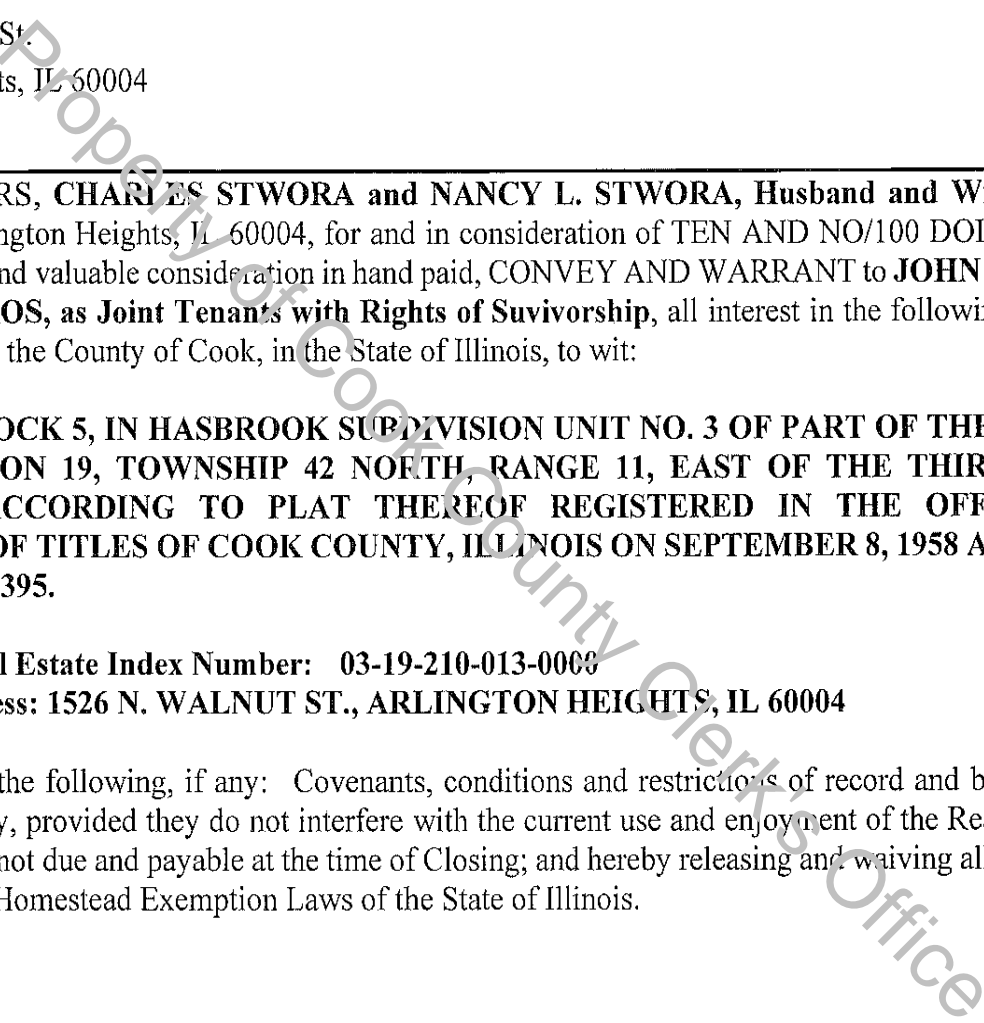 St.
ts, IL 60004
RS, CHARLES STWORA and NANCY L. STWORA, Husband and W
ngton Heights, IL 60004, for and in consideration of TEN AND NO/100 DOL
nd valuable consideration in hand paid, CONVEY AND WARRANT to JOHN
OS, as Joint Tenants with Rights of Suvivorship, all interest in the followi
the County of Cook, in the State of Illinois, to wit:
OCK 5, IN HASBROOK SUBDIVISION UNIT NO. 3 OF PART OF THE
ON 19, TOWNSHIP 42 NORTH, RANGE 11, EAST OF THE THIR
ACCORDING TO PLAT THEREOF REGISTERED IN THE OFF
OF TITLES OF COOK COUNTY, ILLINOIS ON SEPTEMBER 8, 1958 A
395.
l Estate Index Number: 03-19-210-013-0000
ess: 1526 N. WALNUT ST., ARLINGTON HEIGHTS, IL 60004
the following, if any: Covenants, conditions and restrictions of record and b
y, provided they do not interfere with the current use and enjoyment of the Re
not due and payable at the time of Closing; and hereby releasing and waiving all
Homestead Exemption Laws of the State of Illinois.
Property of Cook County Clerk's Office